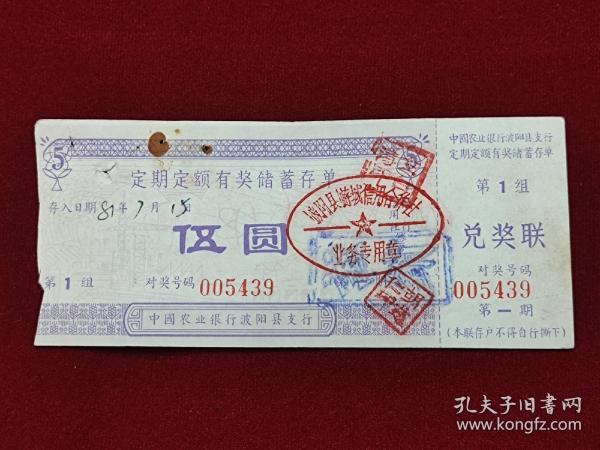 5
定期定额有奖储蓄存单
存入日期81年7月15日
伍圆
第1组 对奖号码 005439
中國农业银行波阳县支行
业务专用章
中國农业银行波阳县支行
定期定额有奖储蓄存单
第1组
兑奖联
对奖号码
005439
第一期
(本联存户不得自行撕下)
孔夫子旧書网
www.kongfz.com